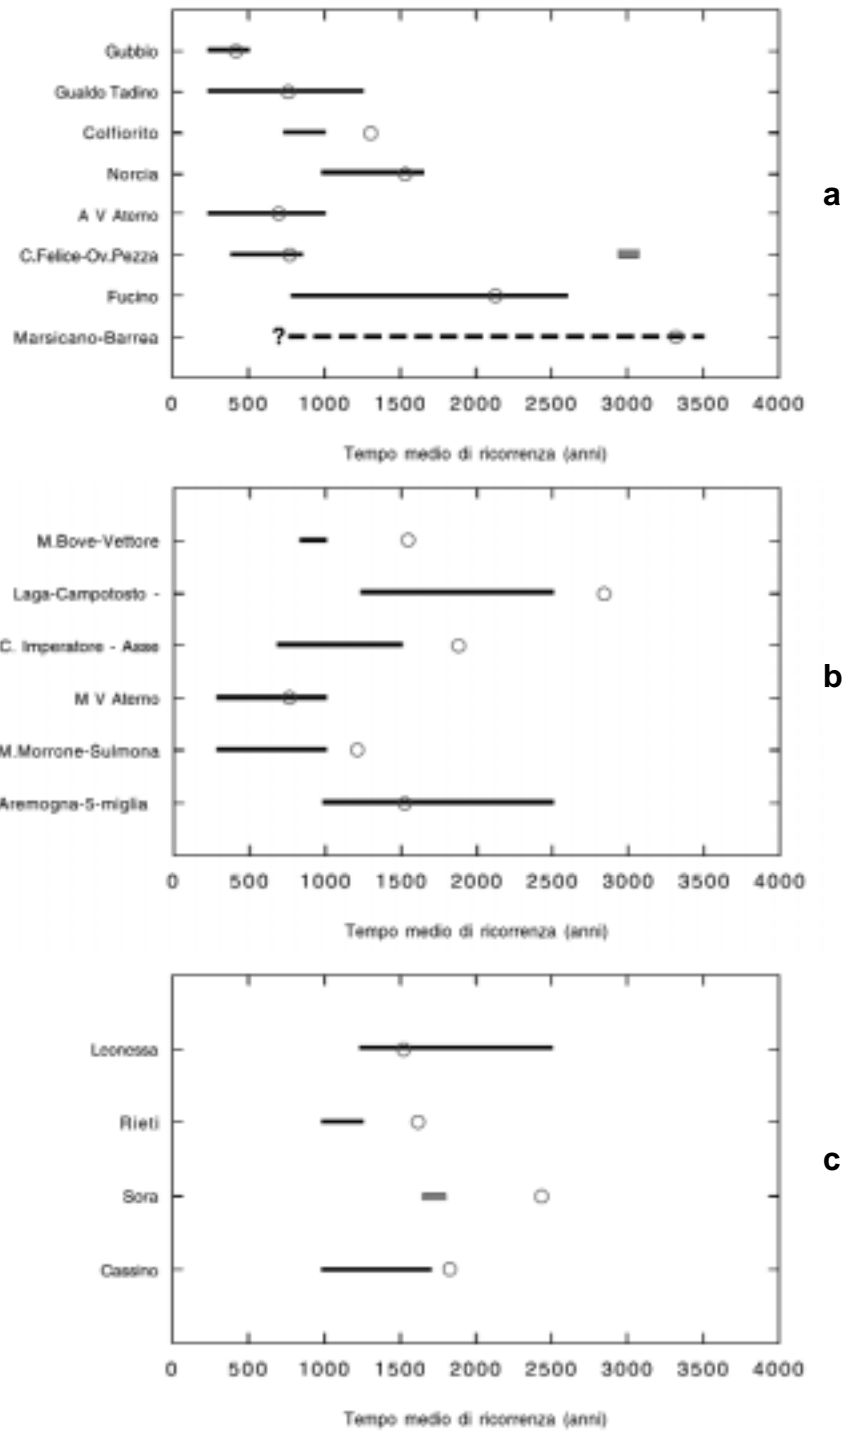 Gubbio
Gualdo Tadino
Colfiorito
Norcia
A V Aterno
C.Felice-Ov.Pezza
Fucino
Marsicano-Barrea
?
0 500 1000 1500 2000 2500 3000 3500 4000
Tempo medio di ricorrenza (anni)
a
M.Bove-Vettore
Laga-Campotosto -
C. Imperatore - Asse
M V Aterno
M.Morrone-Sulmona
Aremogna-5-miglia
0 500 1000 1500 2000 2500 3000 3500 4000
Tempo medio di ricorrenza (anni)
b
Leonessa
Rieti
Sora
Cassino
0 500 1000 1500 2000 2500 3000 3500 4000
Tempo medio di ricorrenza (anni)
c